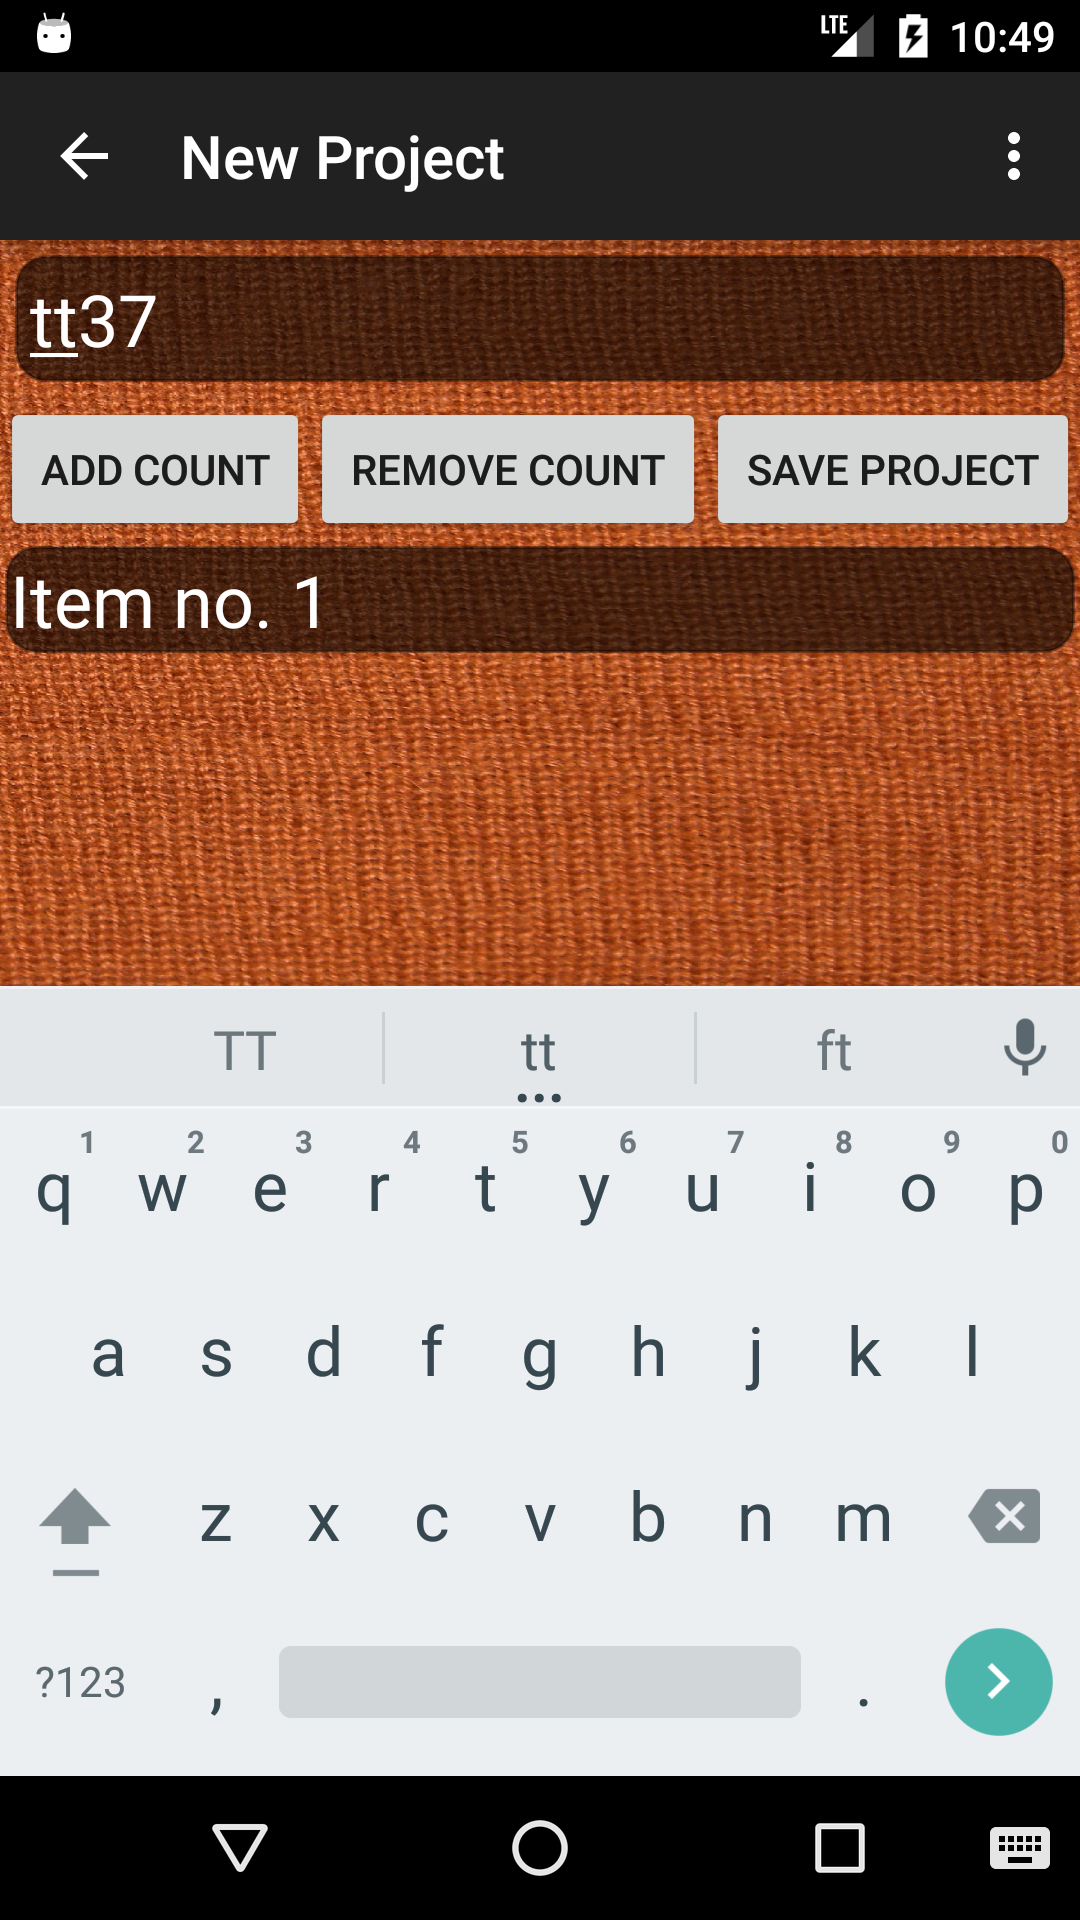 LTE 10:49
New Project
tt37
ADD COUNT REMOVE COUNT SAVE PROJECT
Item no. 1
TT tt ft
1 2 3 4 5 6 7 8 9 0
q w e r t y u i o p
a s d f g h j k l
z x c v b n m
?123 , .